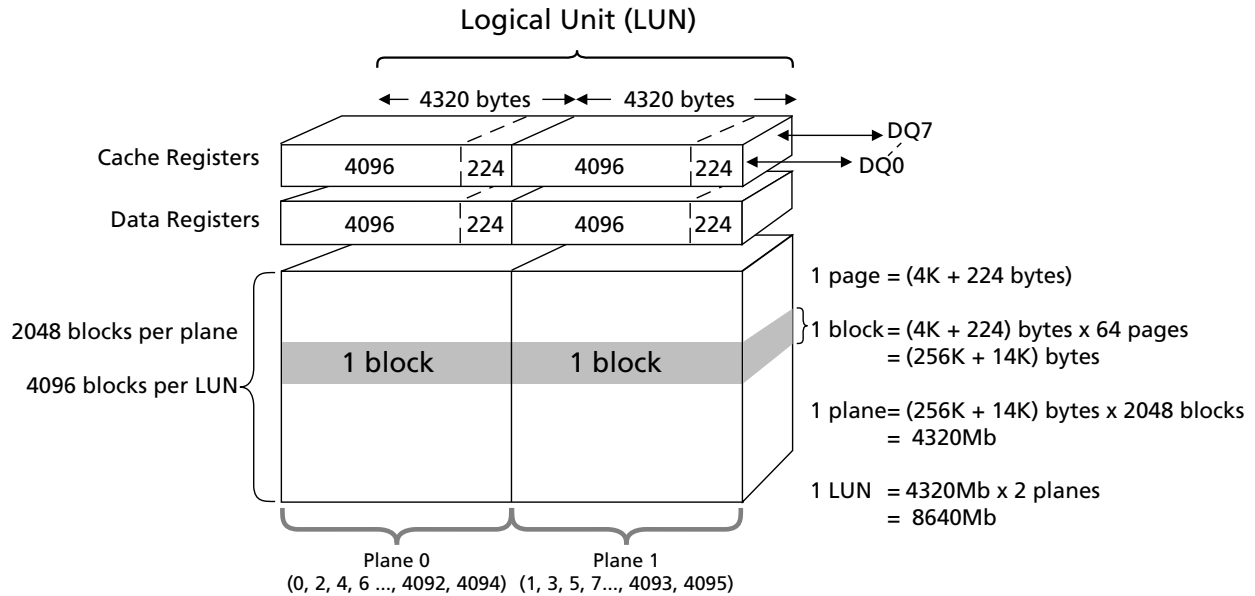 Logical Unit (LUN)
4320 bytes 4320 bytes
Cache Registers
4096 224 4096 224
DQ7
DQ0
Data Registers
4096 224 4096 224
2048 blocks per plane
4096 blocks per LUN
1 block 1 block
1 page = (4K + 224 bytes)
1 block = (4K + 224) bytes x 64 pages
= (256K + 14K) bytes
1 plane = (256K + 14K) bytes x 2048 blocks
= 4320Mb
1 LUN = 4320Mb x 2 planes
= 8640Mb
Plane 0
(0, 2, 4, 6 ..., 4092, 4094)
Plane 1
(1, 3, 5, 7..., 4093, 4095)